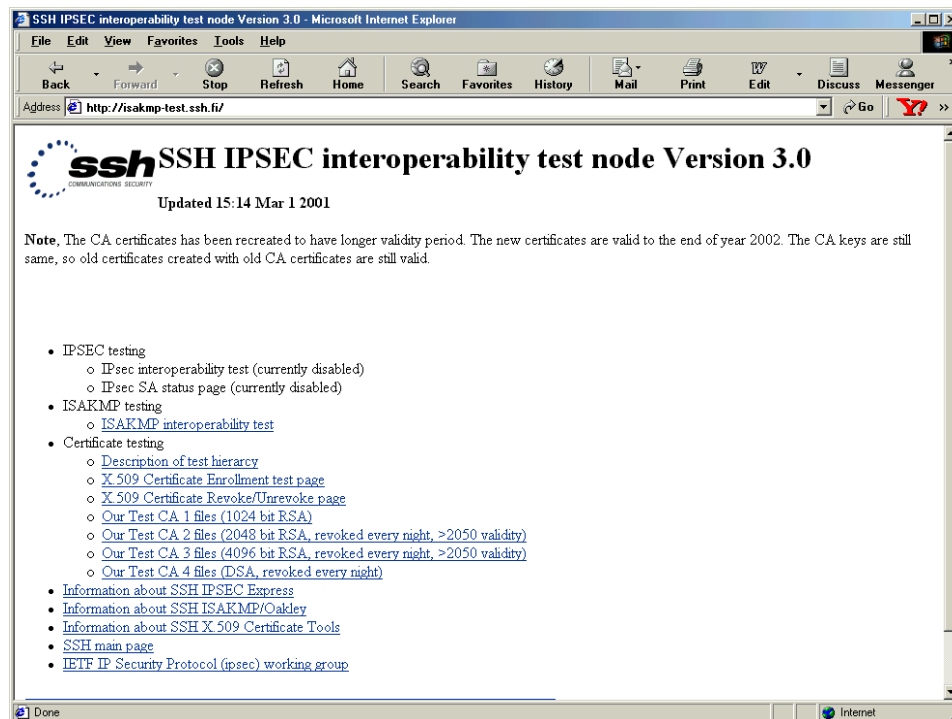 SSH IPSEC interoperability test node Version 3.0 - Microsoft Internet Explorer
File Edit View Favorites Tools Help
Back Forward Stop Refresh Home Search Favorites History Mail Print Edit Discuss Messenger »
Address http://isakmp-test.ssh.fi/ Go Y! »
ssh SSH IPSEC interoperability test node Version 3.0
COMMUNICATIONS SECURITY
Updated 15:14 Mar 1 2001
Note, The CA certificates has been recreated to have longer validity period. The new certificates are valid to the end of year 2002. The CA keys are still
same, so old certificates created with old CA certificates are still valid.
IPSEC testing
IPsec interoperability test (currently disabled)
IPsec SA status page (currently disabled)
ISAKMP testing
ISAKMP interoperability test
Certificate testing
Description of test hierarcy
X.509 Certificate Enrollment test page
X.509 Certificate Revoke/Unrevoke page
Our Test CA 1 files (1024 bit RSA)
Our Test CA 2 files (2048 bit RSA, revoked every night, >2050 validity)
Our Test CA 3 files (4096 bit RSA, revoked every night, >2050 validity)
Our Test CA 4 files (DSA, revoked every night)
Information about SSH IPSEC Express
Information about SSH ISAKMP/Oakley
Information about SSH X.509 Certificate Tools
SSH main page
IETF IP Security Protocol (ipsec) working group
Done Internet